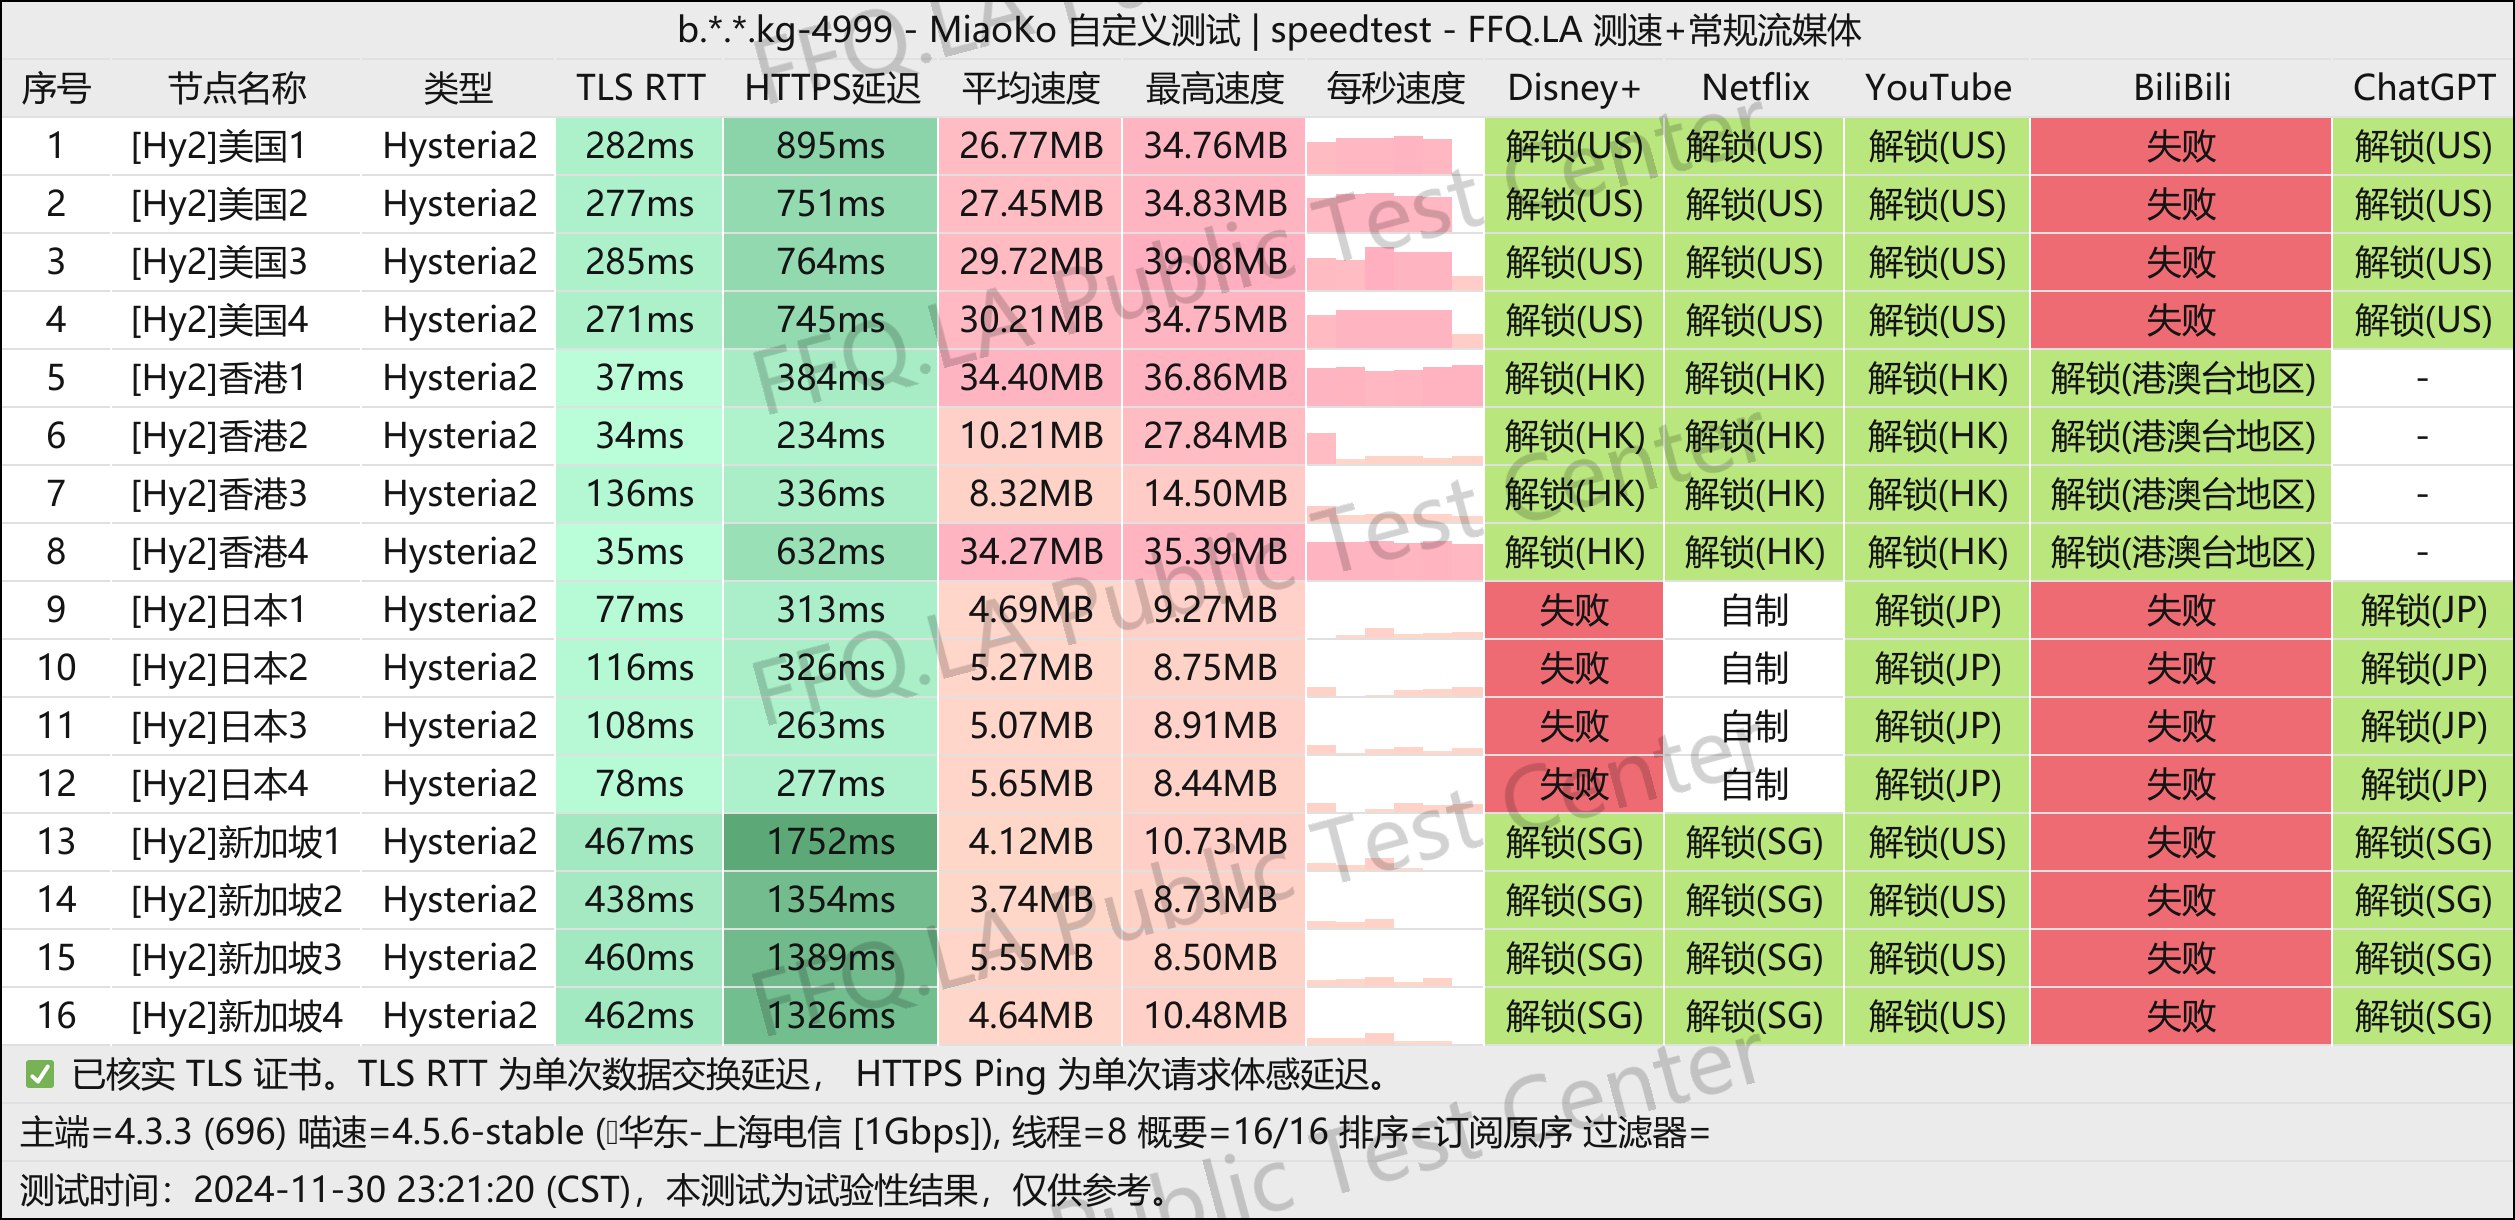 b.*.*.kg-4999 - MiaoKo 自定义测试 | speedtest - FFQ.LA 测速+常规流媒体
序号 节点名称 类型 TLS RTT HTTPS延迟 平均速度 最高速度 每秒速度 Disney+ Netflix YouTube BiliBili ChatGPT
1 [Hy2]美国1 Hysteria2 282ms 895ms 26.77MB 34.76MB 解锁(US) 解锁(US) 解锁(US) 失败 解锁(US)
2 [Hy2]美国2 Hysteria2 277ms 751ms 27.45MB 34.83MB 解锁(US) 解锁(US) 解锁(US) 失败 解锁(US)
3 [Hy2]美国3 Hysteria2 285ms 764ms 29.72MB 39.08MB 解锁(US) 解锁(US) 解锁(US) 失败 解锁(US)
4 [Hy2]美国4 Hysteria2 271ms 745ms 30.21MB 34.75MB 解锁(US) 解锁(US) 解锁(US) 失败 解锁(US)
5 [Hy2]香港1 Hysteria2 37ms 384ms 34.40MB 36.86MB 解锁(HK) 解锁(HK) 解锁(HK) 解锁(港澳台地区) -
6 [Hy2]香港2 Hysteria2 34ms 234ms 10.21MB 27.84MB 解锁(HK) 解锁(HK) 解锁(HK) 解锁(港澳台地区) -
7 [Hy2]香港3 Hysteria2 136ms 336ms 8.32MB 14.50MB 解锁(HK) 解锁(HK) 解锁(HK) 解锁(港澳台地区) -
8 [Hy2]香港4 Hysteria2 35ms 632ms 34.27MB 35.39MB 解锁(HK) 解锁(HK) 解锁(HK) 解锁(港澳台地区) -
9 [Hy2]日本1 Hysteria2 77ms 313ms 4.69MB 9.27MB 失败 自制 解锁(JP) 失败 解锁(JP)
10 [Hy2]日本2 Hysteria2 116ms 326ms 5.27MB 8.75MB 失败 自制 解锁(JP) 失败 解锁(JP)
11 [Hy2]日本3 Hysteria2 108ms 263ms 5.07MB 8.91MB 失败 自制 解锁(JP) 失败 解锁(JP)
12 [Hy2]日本4 Hysteria2 78ms 277ms 5.65MB 8.44MB 失败 自制 解锁(JP) 失败 解锁(JP)
13 [Hy2]新加坡1 Hysteria2 467ms 1752ms 4.12MB 10.73MB 解锁(SG) 解锁(SG) 解锁(US) 失败 解锁(SG)
14 [Hy2]新加坡2 Hysteria2 438ms 1354ms 3.74MB 8.73MB 解锁(SG) 解锁(SG) 解锁(US) 失败 解锁(SG)
15 [Hy2]新加坡3 Hysteria2 460ms 1389ms 5.55MB 8.50MB 解锁(SG) 解锁(SG) 解锁(US) 失败 解锁(SG)
16 [Hy2]新加坡4 Hysteria2 462ms 1326ms 4.64MB 10.48MB 解锁(SG) 解锁(SG) 解锁(US) 失败 解锁(SG)
✅ 已核实 TLS 证书。TLS RTT 为单次数据交换延迟， HTTPS Ping 为单次请求体感延迟。
主端=4.3.3 (696) 喵速=4.5.6-stable (▯华东-上海电信 [1Gbps]), 线程=8 概要=16/16 排序=订阅原序 过滤器=
测试时间：2024-11-30 23:21:20 (CST)，本测试为试验性结果，仅供参考。
FFQ.LA Public Test Center
FFQ.LA Public Test Center
FFQ.LA Public Test Center
FFQ.LA Public Test Center